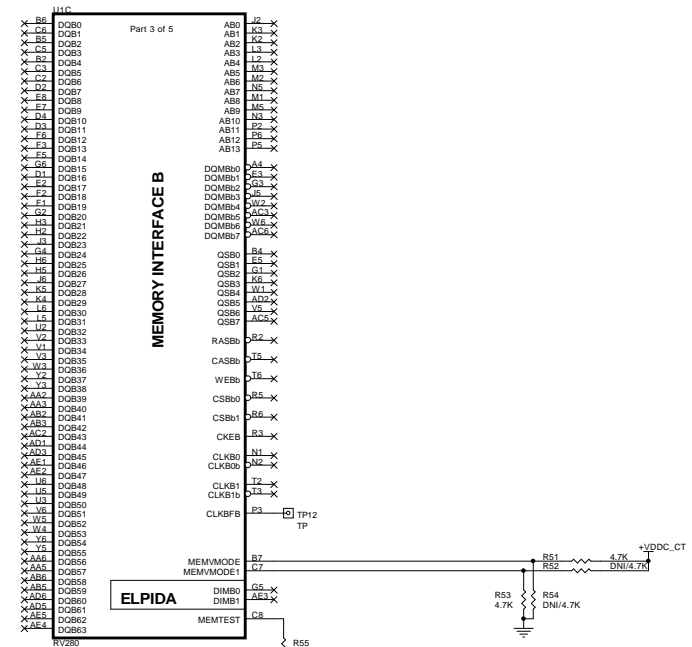 U1C
Part 3 of 5
B6 DQB0
C6 DQB1
B5 DQB2
C5 DQB3
B2 DQB4
C3 DQB5
C2 DQB6
D2 DQB7
E8 DQB8
E7 DQB9
D4 DQB10
D3 DQB11
F6 DQB12
F3 DQB13
F5 DQB14
G6 DQB15
D1 DQB16
E2 DQB17
F2 DQB18
F1 DQB19
G2 DQB20
H3 DQB21
H2 DQB22
J3 DQB23
G4 DQB24
H6 DQB25
H5 DQB26
J6 DQB27
K5 DQB28
K4 DQB29
L6 DQB30
L5 DQB31
U2 DQB32
V2 DQB33
V1 DQB34
V3 DQB35
W3 DQB36
Y2 DQB37
Y3 DQB38
AA2 DQB39
AA3 DQB40
AB2 DQB41
AB3 DQB42
AC2 DQB43
AD1 DQB44
AD3 DQB45
AE1 DQB46
AE2 DQB47
U6 DQB48
U5 DQB49
U3 DQB50
V6 DQB51
W5 DQB52
W4 DQB53
Y6 DQB54
Y5 DQB55
AA6 DQB56
AA5 DQB57
AB6 DQB58
AB5 DQB59
AD6 DQB60
AD5 DQB61
AE5 DQB62
AE4 DQB63
MEMORY INTERFACE B
ELPIDA
RV280
AB0 J2
AB1 K3
AB2 K2
AB3 L3
AB4 L2
AB5 M3
AB6 M2
AB7 N5
AB8 M1
AB9 M5
AB10 N3
AB11 P2
AB12 P6
AB13 P5
DQMBb0 A4
DQMBb1 E3
DQMBb2 G3
DQMBb3 J5
DQMBb4 W2
DQMBb5 AC3
DQMBb6 W6
DQMBb7 AC6
QSB0 B4
QSB1 E5
QSB2 G1
QSB3 K6
QSB4 W1
QSB5 AD2
QSB6 V5
QSB7 AC5
RASBb R2
CASBb T5
WEBb T6
CSBb0 R5
CSBb1 R6
CKEB R3
CLKB0 N1
CLKB0b N2
CLKB1 T2
CLKB1b T3
CLKBFB P3
TP12
TP
MEMVMODE B7
MEMVMODE1 C7
DIMB0 G5
DIMB1 AE3
MEMTEST C8
R55
+VDDC_CT
R51 4.7K
R52 DNI/4.7K
R53
4.7K
R54
DNI/4.7K